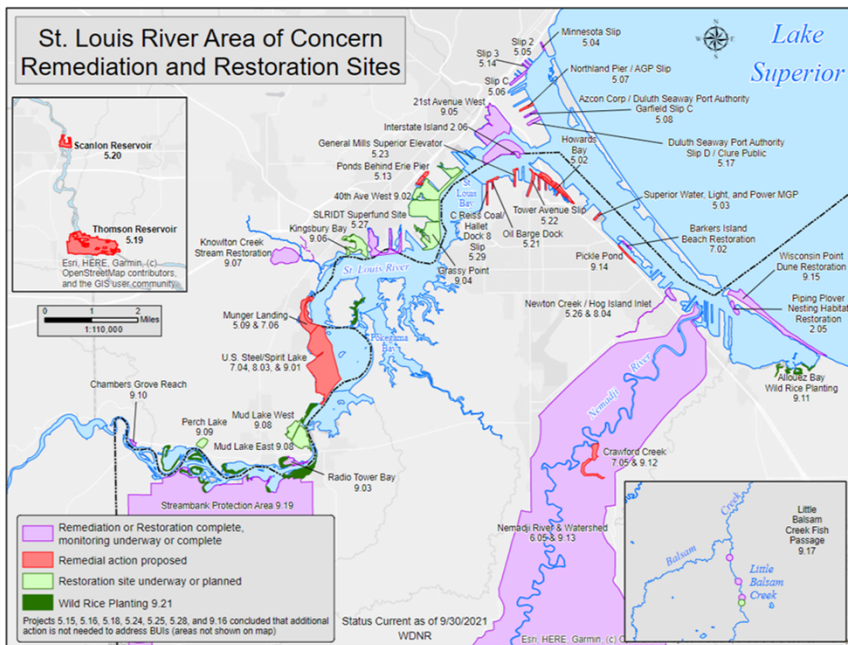 St. Louis River Area of Concern
Remediation and Restoration Sites
Lake
Superior
Minnesota Slip
5.04
Slip 2
5.05
Slip 3
5.14
Slip C
5.06
Northland Pier / AGP Slip
5.07
Azcon Corp / Duluth Seaway Port Authority
Garfield Slip C
5.08
21st Avenue West
9.05
Interstate Island 2.06
Duluth Seaway Port Authority
Slip D / Clure Public
5.17
General Mills Superior Elevator
5.23
Howards
Bay
5.02
Ponds Behind Erie Pier
5.13
40th Ave West 9.02
St.
Louis
Bay
Tower Avenue Slip
5.22
Superior Water, Light, and Power MGP
5.03
SLRIDT Superfund Site
5.27
C Reiss Coal/
Hallet
Dock 8
Slip
5.29
Oil Barge Dock
5.21
Kingsbury Bay
9.06
Barkers Island
Beach Restoration
7.02
Knowlton Creek
Stream Restoration
9.07
St. Louis River
Grassy Point
9.04
Pickle Pond
9.14
Wisconsin Point
Dune Restoration
9.15
Newton Creek / Hog Island Inlet
5.26 & 8.04
Piping Plover
Nesting Habitat
Restoration
2.05
Munger Landing
5.09 & 7.06
Pokegama
Bay
U.S. Steel/Spirit Lake
7.04, 8.03, & 9.01
Nemadji River
Allouez Bay
Wild Rice Planting
9.11
Chambers Grove Reach
9.10
Perch Lake
9.09
Mud Lake West
9.08
Mud Lake East 9.08
Radio Tower Bay
9.03
Crawford Creek
7.05 & 9.12
Streambank Protection Area 9.19
Nemadji River & Watershed
6.05 & 9.13
Scanlon Reservoir
5.20
Thomson Reservoir
5.19
Esri, HERE, Garmin, (c)
OpenStreetMap contributors,
and the GIS user community
0 1 2
Miles
1:110,000
Remediation or Restoration complete,
monitoring underway or complete
Remedial action proposed
Restoration site underway or planned
Wild Rice Planting 9.21
Projects 5.15, 5.16, 5.18, 5.24, 5.25, 5.28, and 9.16 concluded that additional
action is not needed to address BUIs (areas not shown on map)
Status Current as of 9/30/2021
WDNR
Esri, HERE, Garmin, (c)
Little
Balsam
Creek Fish
Passage
9.17
Balsam Creek
Little
Balsam
Creek